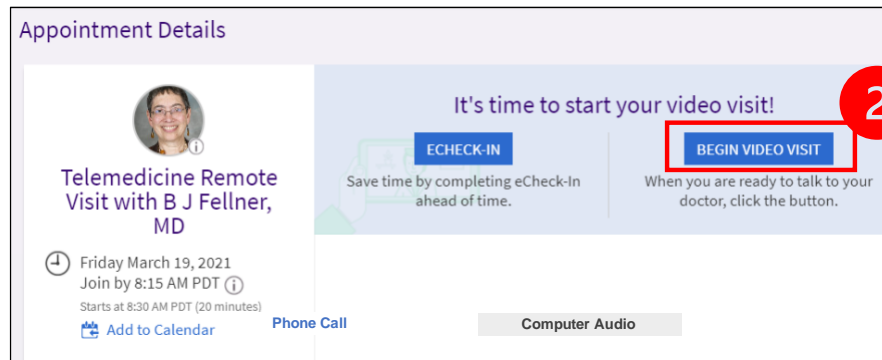 Appointment Details
It's time to start your video visit!
2
ECHECK-IN
BEGIN VIDEO VISIT
Save time by completing eCheck-In
ahead of time.
When you are ready to talk to your
doctor, click the button.
Telemedicine Remote
Visit with B J Fellner,
MD
Friday March 19, 2021
Join by 8:15 AM PDT
Starts at 8:30 AM PDT (20 minutes)
Add to Calendar
Phone Call
Computer Audio